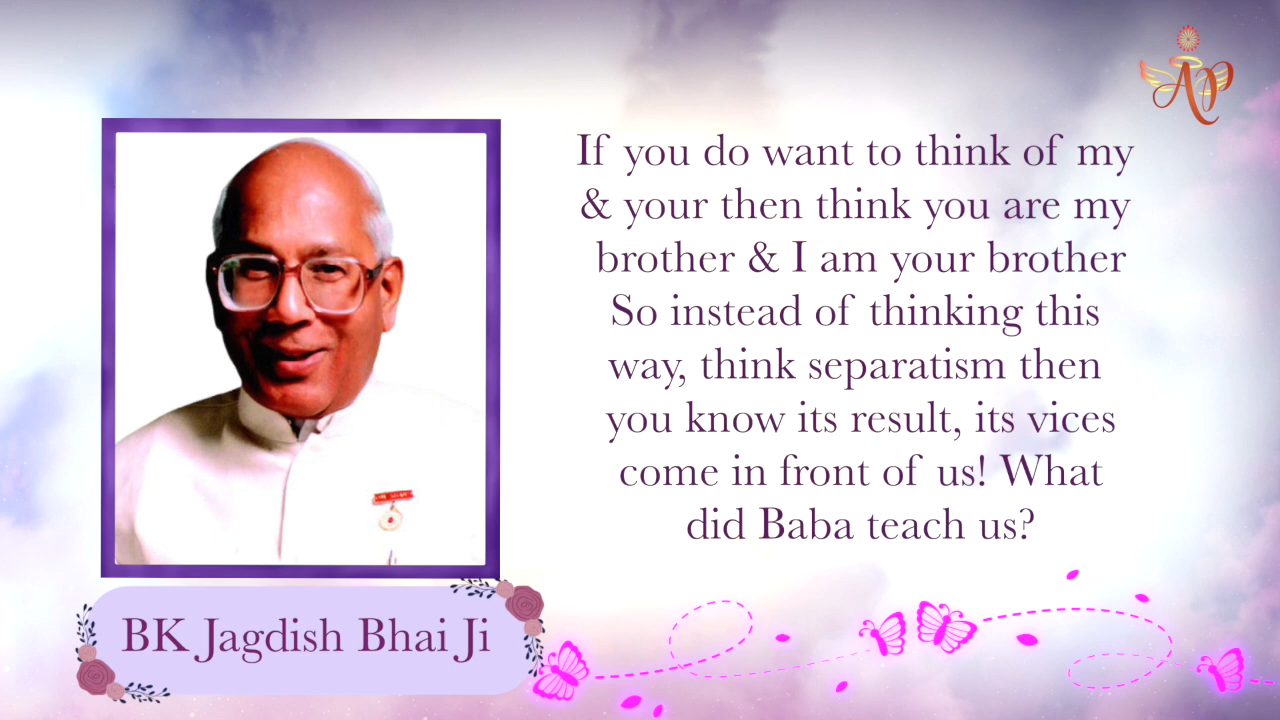 AP
If you do want to think of my
& your then think you are my
brother & I am your brother
So instead of thinking this
way, think separatism then
you know its result, its vices
come in front of us! What
did Baba teach us?
BK Jagdish Bhai Ji